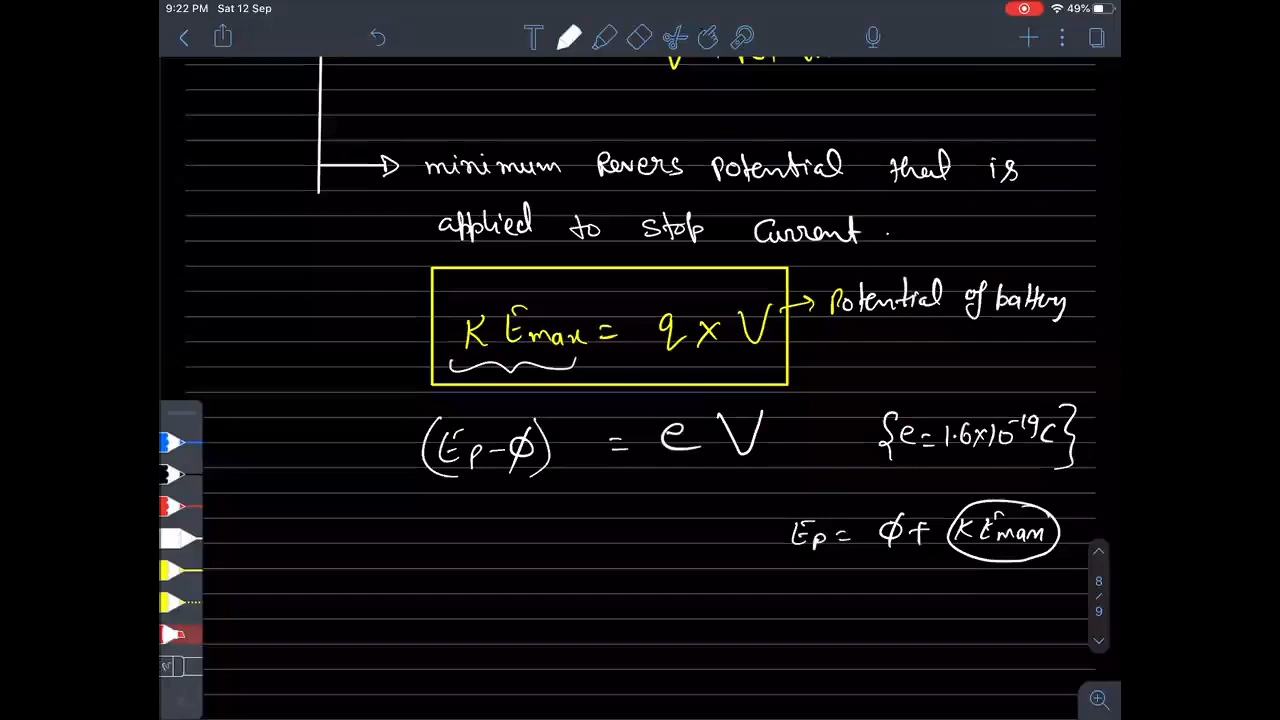 9:22 PM Sat 12 Sep
49%
minimum Revers potential that is
applied to stop current.
KEmax = q x V → potential of battery
(Ep-ϕ) = eV {e=1.6x10⁻¹⁹C}
Ep = ϕ + KEmax
8
/
9